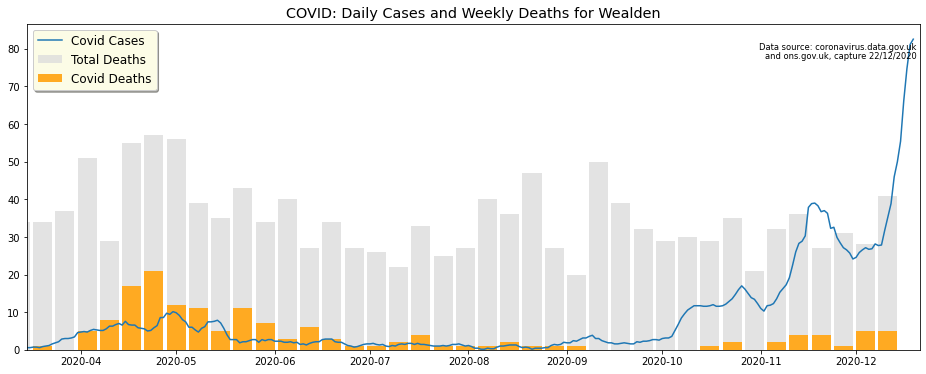 COVID: Daily Cases and Weekly Deaths for Wealden
Covid Cases
Total Deaths
Covid Deaths
Data source: coronavirus.data.gov.uk
and ons.gov.uk, capture 22/12/2020
80
70
60
50
40
30
20
10
0
2020-04 2020-05 2020-06 2020-07 2020-08 2020-09 2020-10 2020-11 2020-12